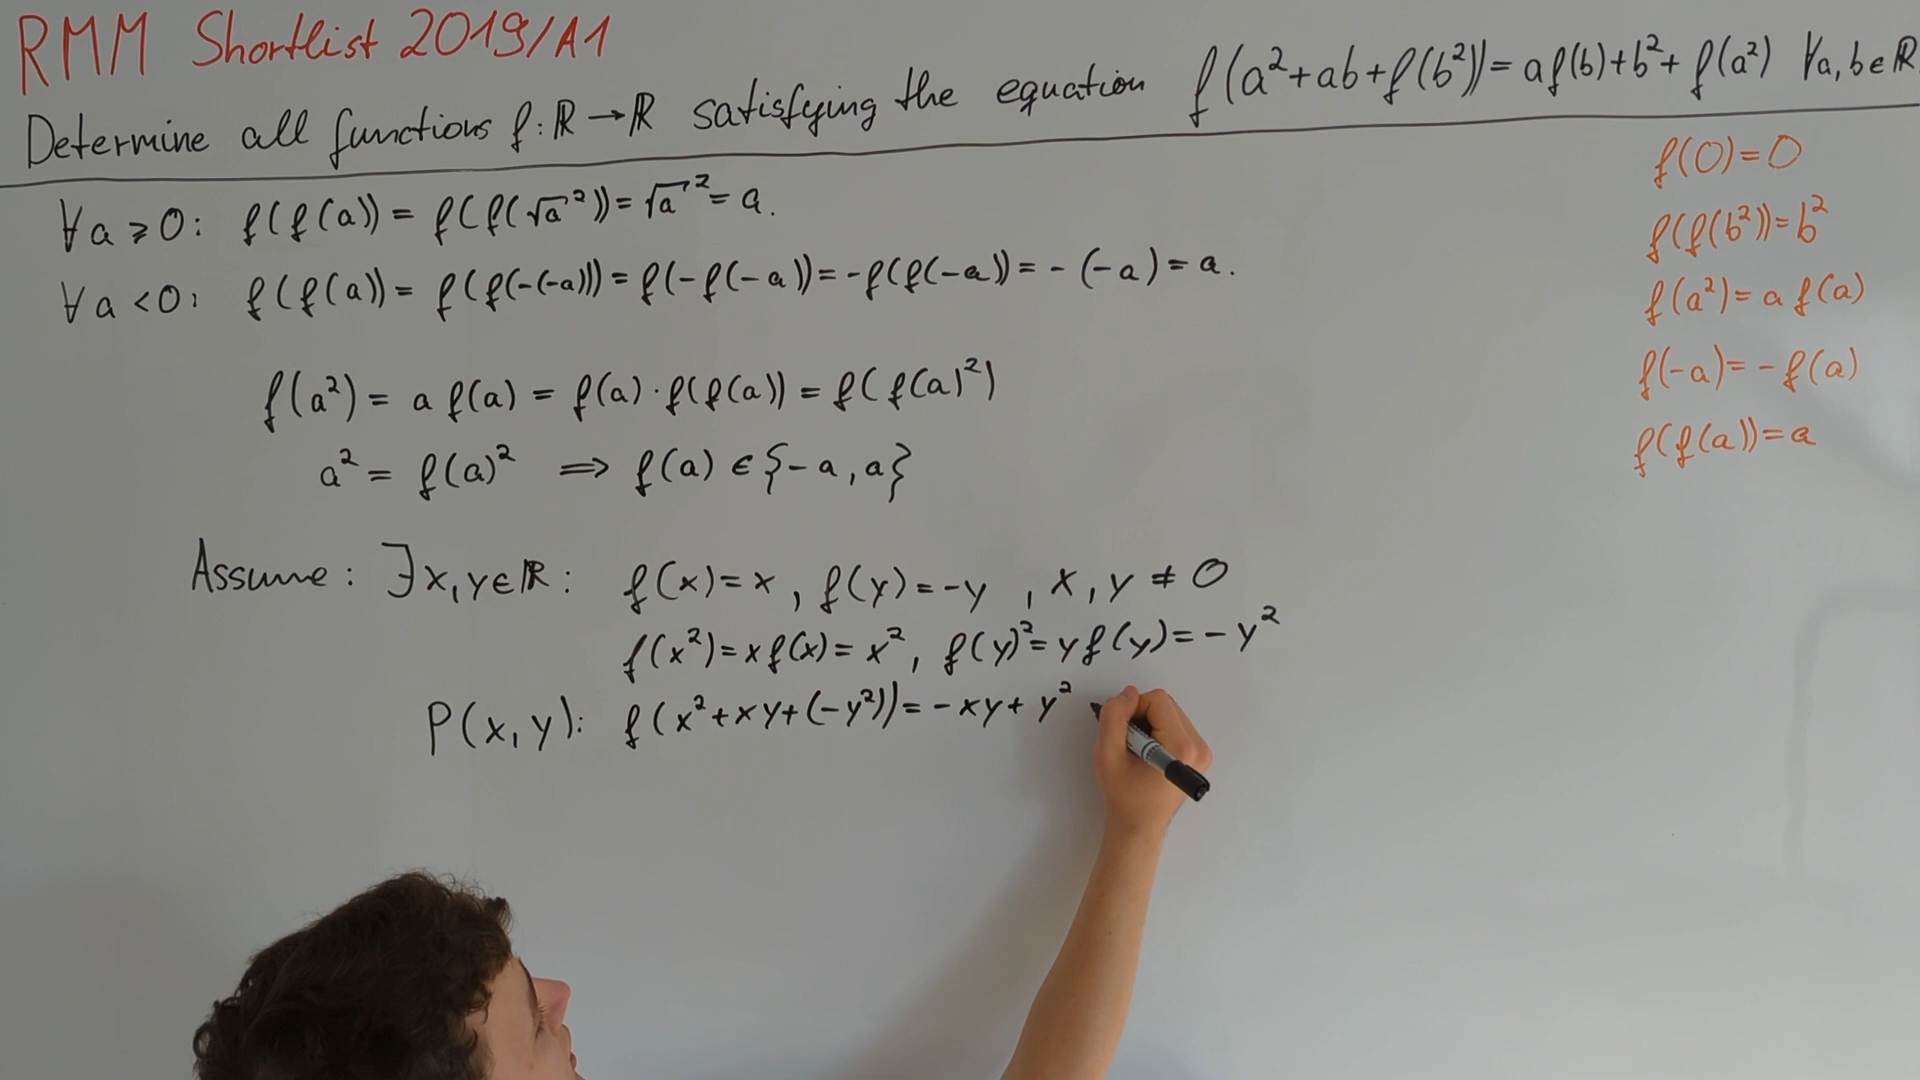 RMM Shortlist 2019/A1
Determine all functions f: ℝ → ℝ satisfying the equation f(a²+ab+f(b²))=af(b)+b²+f(a²) ∀a,b∈ℝ
f(0)=0
f(f(b²))=b²
f(a²)=a f(a)
f(-a)=-f(a)
f(f(a))=a
∀a⩾0: f(f(a))=f(f(√a²))=√a²=a.
∀a<0: f(f(a))=f(f(-(-a)))=f(-f(-a))=-f(f(-a))=-(-a)=a.
f(a²)=a f(a)=f(a)·f(f(a))=f(f(a)²)
a²=f(a)² ⟹ f(a)∈{-a,a}
Assume: ∃x,y∈ℝ: f(x)=x, f(y)=-y, x,y≠0
f(x²)=xf(x)=x², f(y)²=yf(y)=-y²
P(x,y): f(x²+xy+(-y²))=-xy+y²